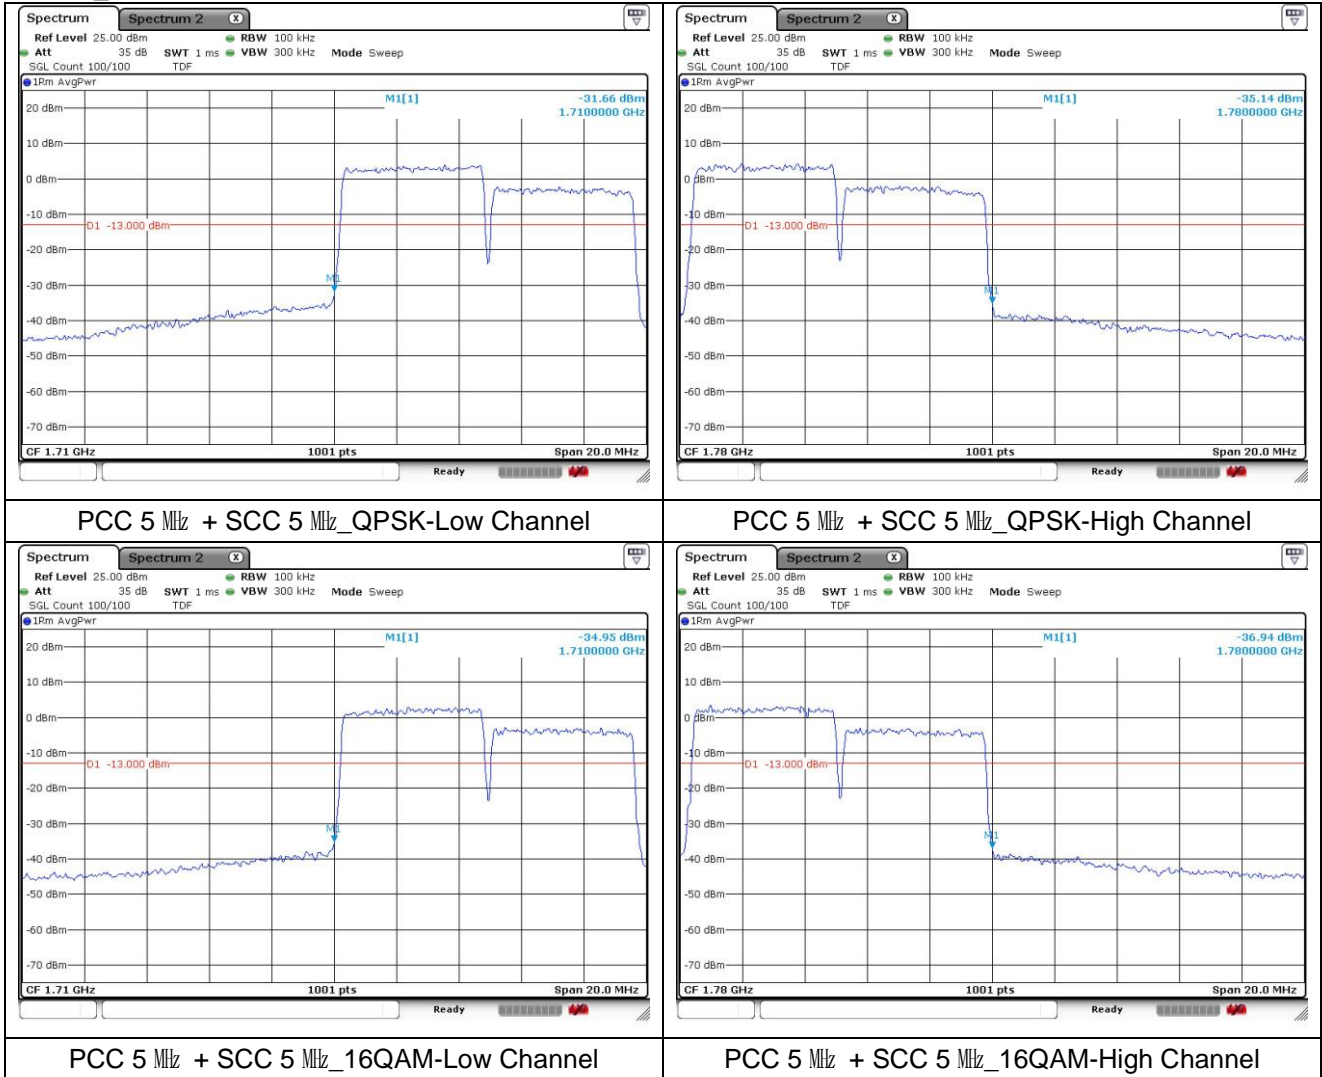 Spectrum Spectrum 2 X
Ref Level 25.00 dBm RBW 100 kHz
Att 35 dB SWT 1 ms VBW 300 kHz Mode Sweep
SGL Count 100/100 TDF
1Rm AvgPwr
M1[1] -31.66 dBm
1.7100000 GHz
20 dBm
10 dBm
0 dBm
-10 dBm
D1 -13.000 dBm
-20 dBm
M1
-30 dBm
-40 dBm
-50 dBm
-60 dBm
-70 dBm
CF 1.71 GHz 1001 pts Span 20.0 MHz
Ready
PCC 5 ㎒ + SCC 5 ㎒_QPSK-Low Channel
Spectrum Spectrum 2 X
Ref Level 25.00 dBm RBW 100 kHz
Att 35 dB SWT 1 ms VBW 300 kHz Mode Sweep
SGL Count 100/100 TDF
1Rm AvgPwr
M1[1] -35.14 dBm
1.7800000 GHz
20 dBm
10 dBm
0 dBm
-10 dBm
D1 -13.000 dBm
-20 dBm
-30 dBm
M1
-40 dBm
-50 dBm
-60 dBm
-70 dBm
CF 1.78 GHz 1001 pts Span 20.0 MHz
Ready
PCC 5 ㎒ + SCC 5 ㎒_QPSK-High Channel
Spectrum Spectrum 2 X
Ref Level 25.00 dBm RBW 100 kHz
Att 35 dB SWT 1 ms VBW 300 kHz Mode Sweep
SGL Count 100/100 TDF
1Rm AvgPwr
M1[1] -34.95 dBm
1.7100000 GHz
20 dBm
10 dBm
0 dBm
-10 dBm
D1 -13.000 dBm
-20 dBm
-30 dBm
M1
-40 dBm
-50 dBm
-60 dBm
-70 dBm
CF 1.71 GHz 1001 pts Span 20.0 MHz
Ready
PCC 5 ㎒ + SCC 5 ㎒_16QAM-Low Channel
Spectrum Spectrum 2 X
Ref Level 25.00 dBm RBW 100 kHz
Att 35 dB SWT 1 ms VBW 300 kHz Mode Sweep
SGL Count 100/100 TDF
1Rm AvgPwr
M1[1] -36.94 dBm
1.7800000 GHz
20 dBm
10 dBm
0 dBm
-10 dBm
D1 -13.000 dBm
-20 dBm
-30 dBm
M1
-40 dBm
-50 dBm
-60 dBm
-70 dBm
CF 1.78 GHz 1001 pts Span 20.0 MHz
Ready
PCC 5 ㎒ + SCC 5 ㎒_16QAM-High Channel